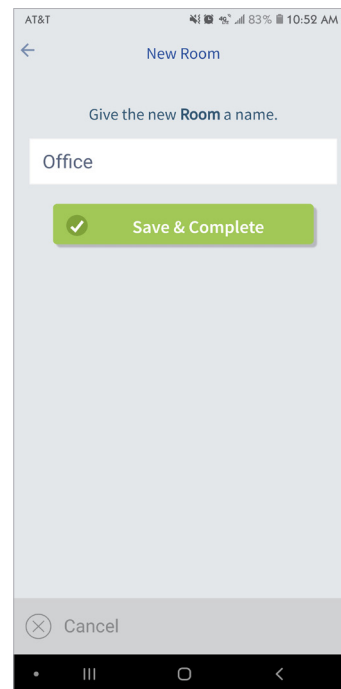 AT&T 83% 10:52 AM
New Room
Give the new Room a name.
Office
Save & Complete
Cancel